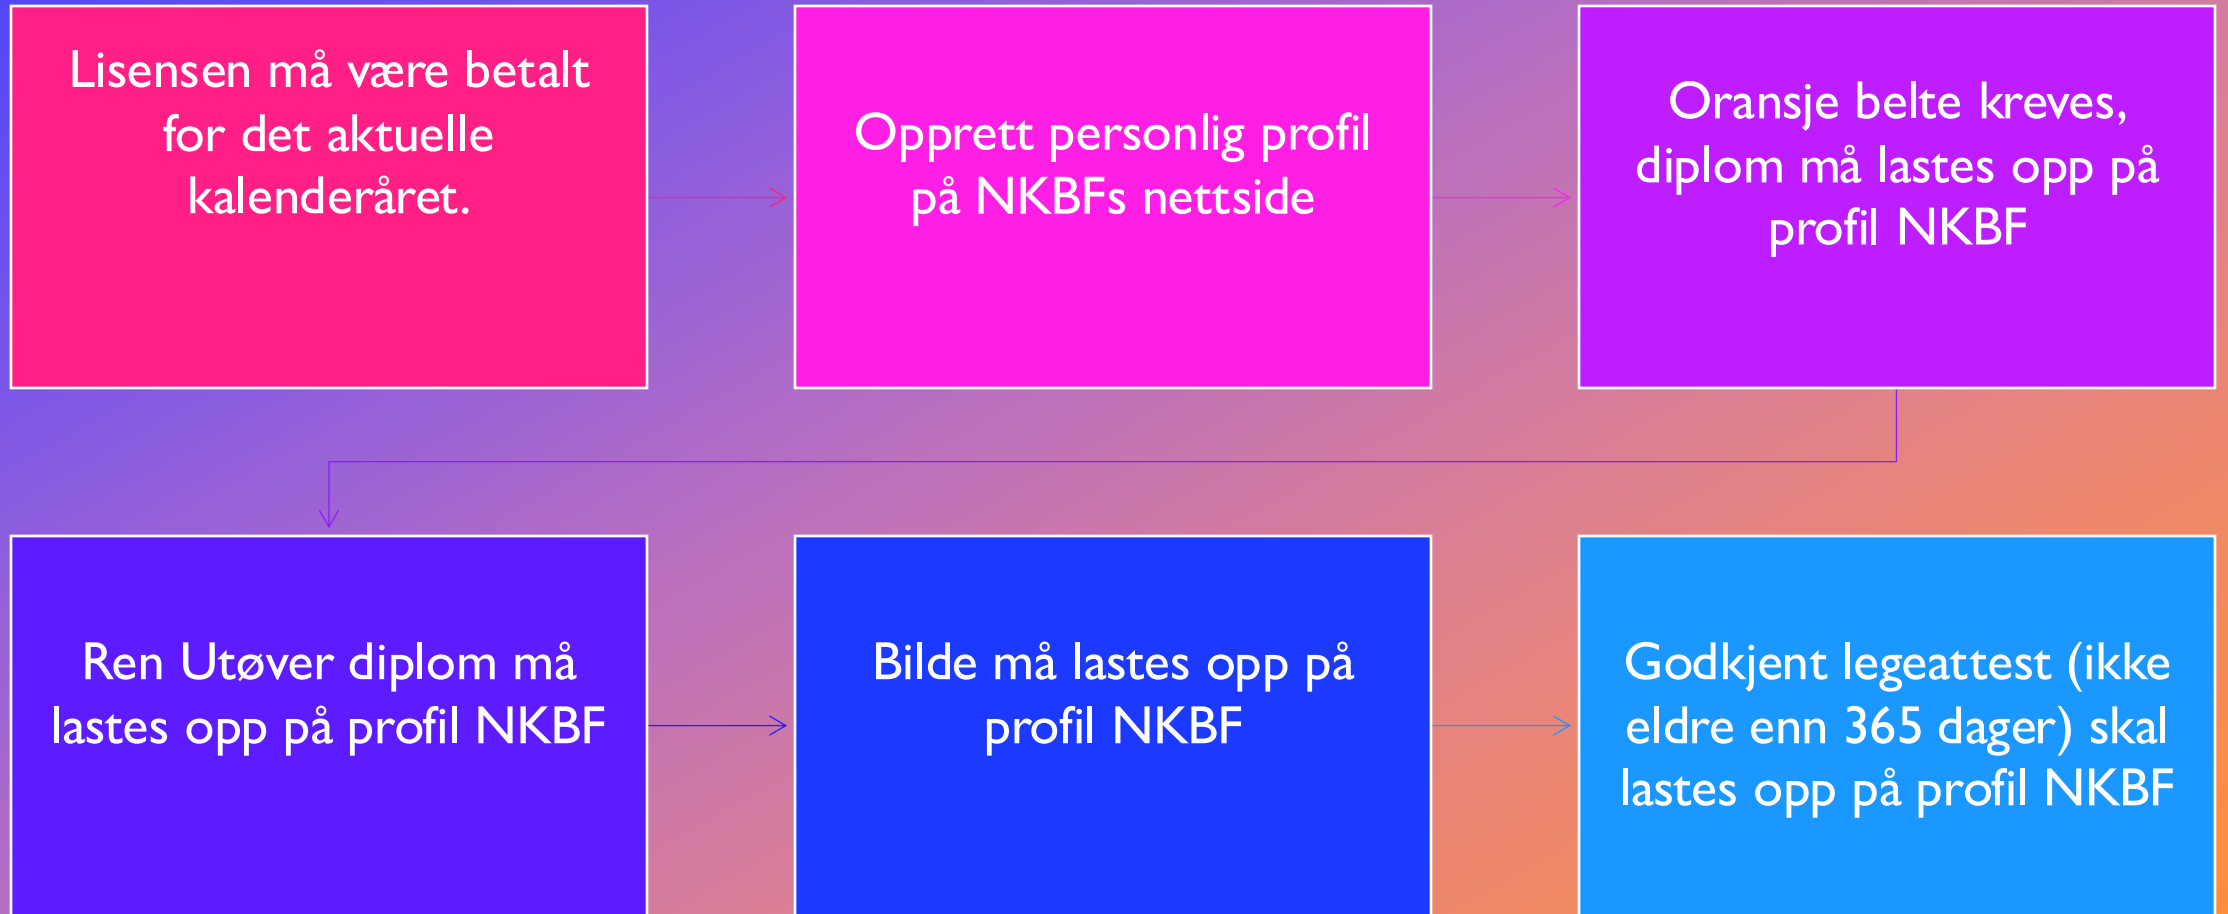 Lisensen må være betalt
for det aktuelle
kalenderåret.
Opprett personlig profil
på NKBFs nettside
Oransje belte kreves,
diplom må lastes opp på
profil NKBF
Ren Utøver diplom må
lastes opp på profil NKBF
Bilde må lastes opp på
profil NKBF
Godkjent legeattest (ikke
eldre enn 365 dager) skal
lastes opp på profil NKBF